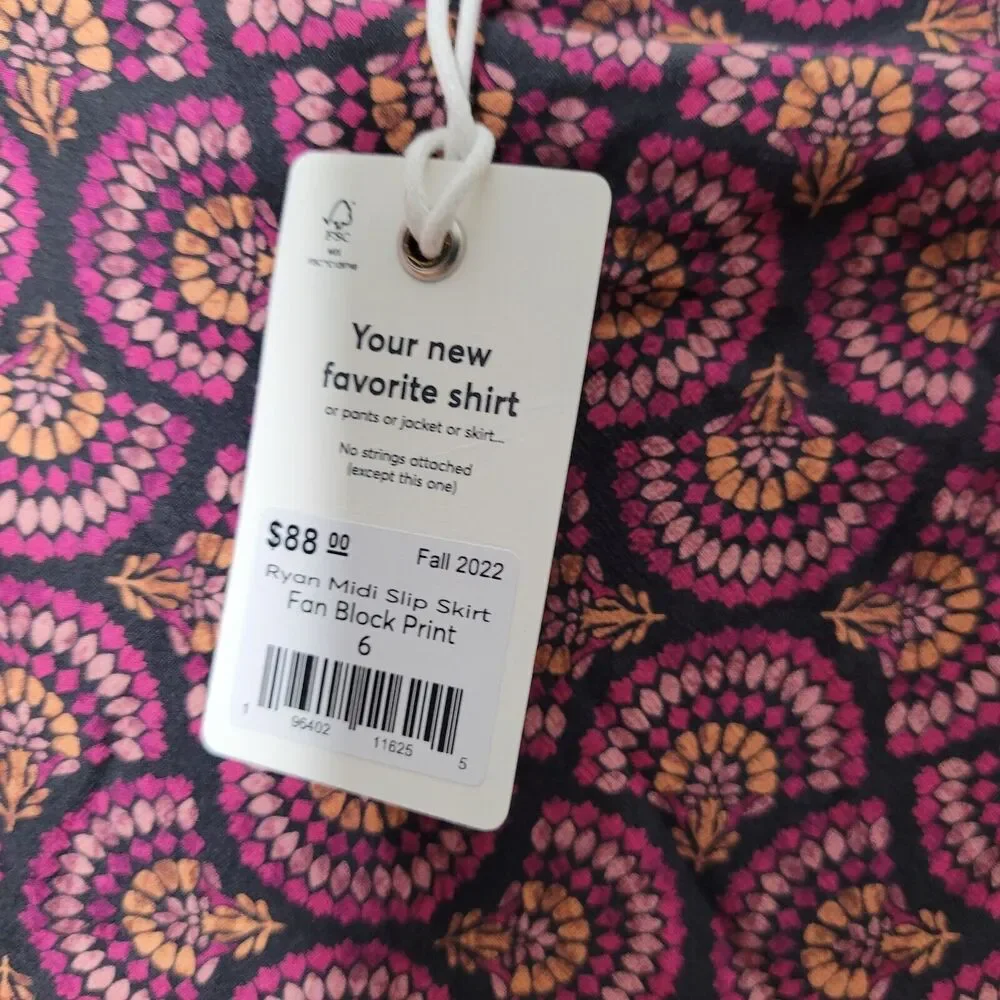 FSC
MIX
Your new
favorite shirt
or pants or jacket or skirt...
No strings attached
(except this one)
$88.00
Fall 2022
Ryan Midi Slip Skirt
Fan Block Print
6
1 96402 11625 5